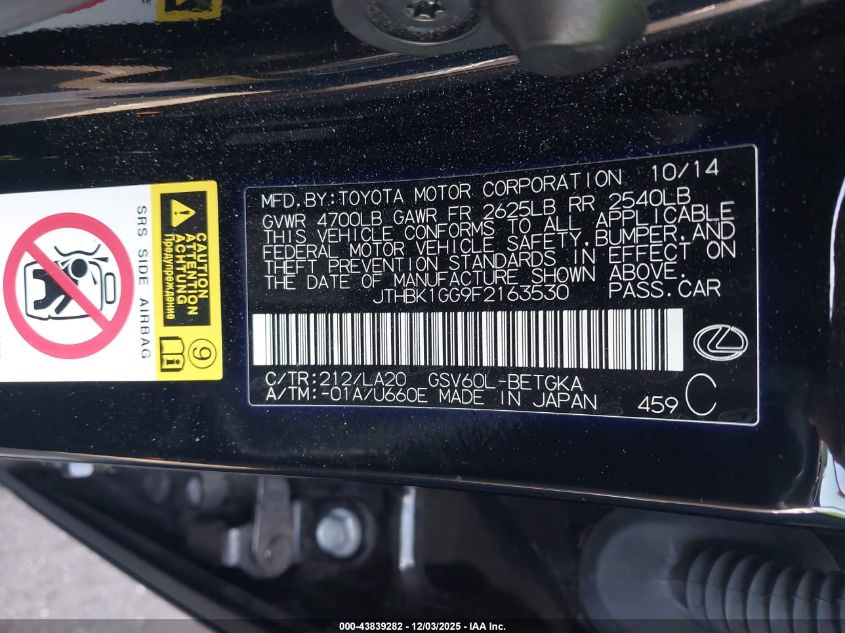 SRS SIDE AIRBAG
ATTENTION
ACHTUNG
Предупреждение
9
MFD.BY:TOYOTA MOTOR CORPORATION 10/14
GVWR 4700LB GAWR FR 2625LB RR 2540LB
THIS VEHICLE CONFORMS TO ALL APPLICABLE
FEDERAL MOTOR VEHICLE SAFETY,BUMPER,AND
THEFT PREVENTION STANDARDS IN EFFECT ON
THE DATE OF MANUFACTURE SHOWN ABOVE.
JTHBK1GG9F2163530 PASS.CAR
C/TR:212/LA20 GSV60L-BETGKA
A/TM:-01A/U660E MADE IN JAPAN 459 C
000-43839282 - 12/03/2025 - IAA Inc.